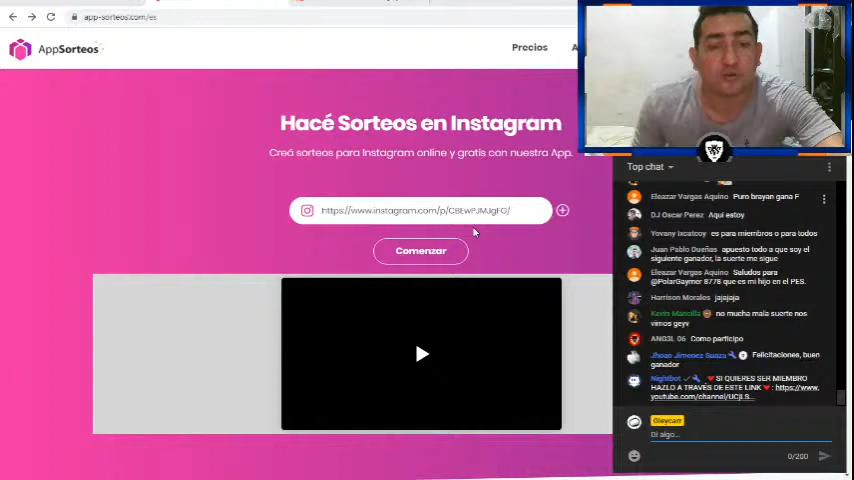 app-sorteos.com/es
AppSorteos
Precios
Hacé Sorteos en Instagram
Creá sorteos para Instagram online y gratis con nuestra App.
https://www.instagram.com/p/CBEwPJMJgFG/
Comenzar
Top chat
Eleazar Vargas Aquino Puro brayan gana F
DJ Oscar Perez Aqui estoy
Yovany Ixcatcoy es para miembros o para todos
Juan Pablo Dueñas apuesto todo a que soy el
siguiente ganador, la suerte me sigue
Eleazar Vargas Aquino Saludos para
@PolarGaymer 8778 que es mi hijo en el PES.
Harrison Morales jajajaja
Kevin Mancilla no mucha mala suerte nos
vimos geyv
ANG3L 06 Como participo
Jhoao Jimenez Suaza Felicitaciones, buen
ganador
Nightbot SI QUIERES SER MIEMBRO
HAZLO A TRAVÉS DE ESTE LINK : https://www.
youtube.com/channel/UCjLS...
Gleycarr
Di algo...
0/200